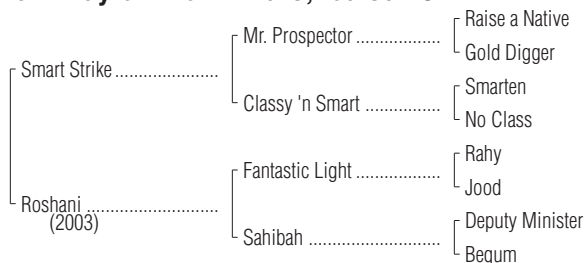 Raise a Native
Mr. Prospector
Gold Digger
Smart Strike
Smarten
Classy 'n Smart
No Class
Rahy
Fantastic Light
Jood
Roshani
(2003)
Deputy Minister
Sahibah
Begum